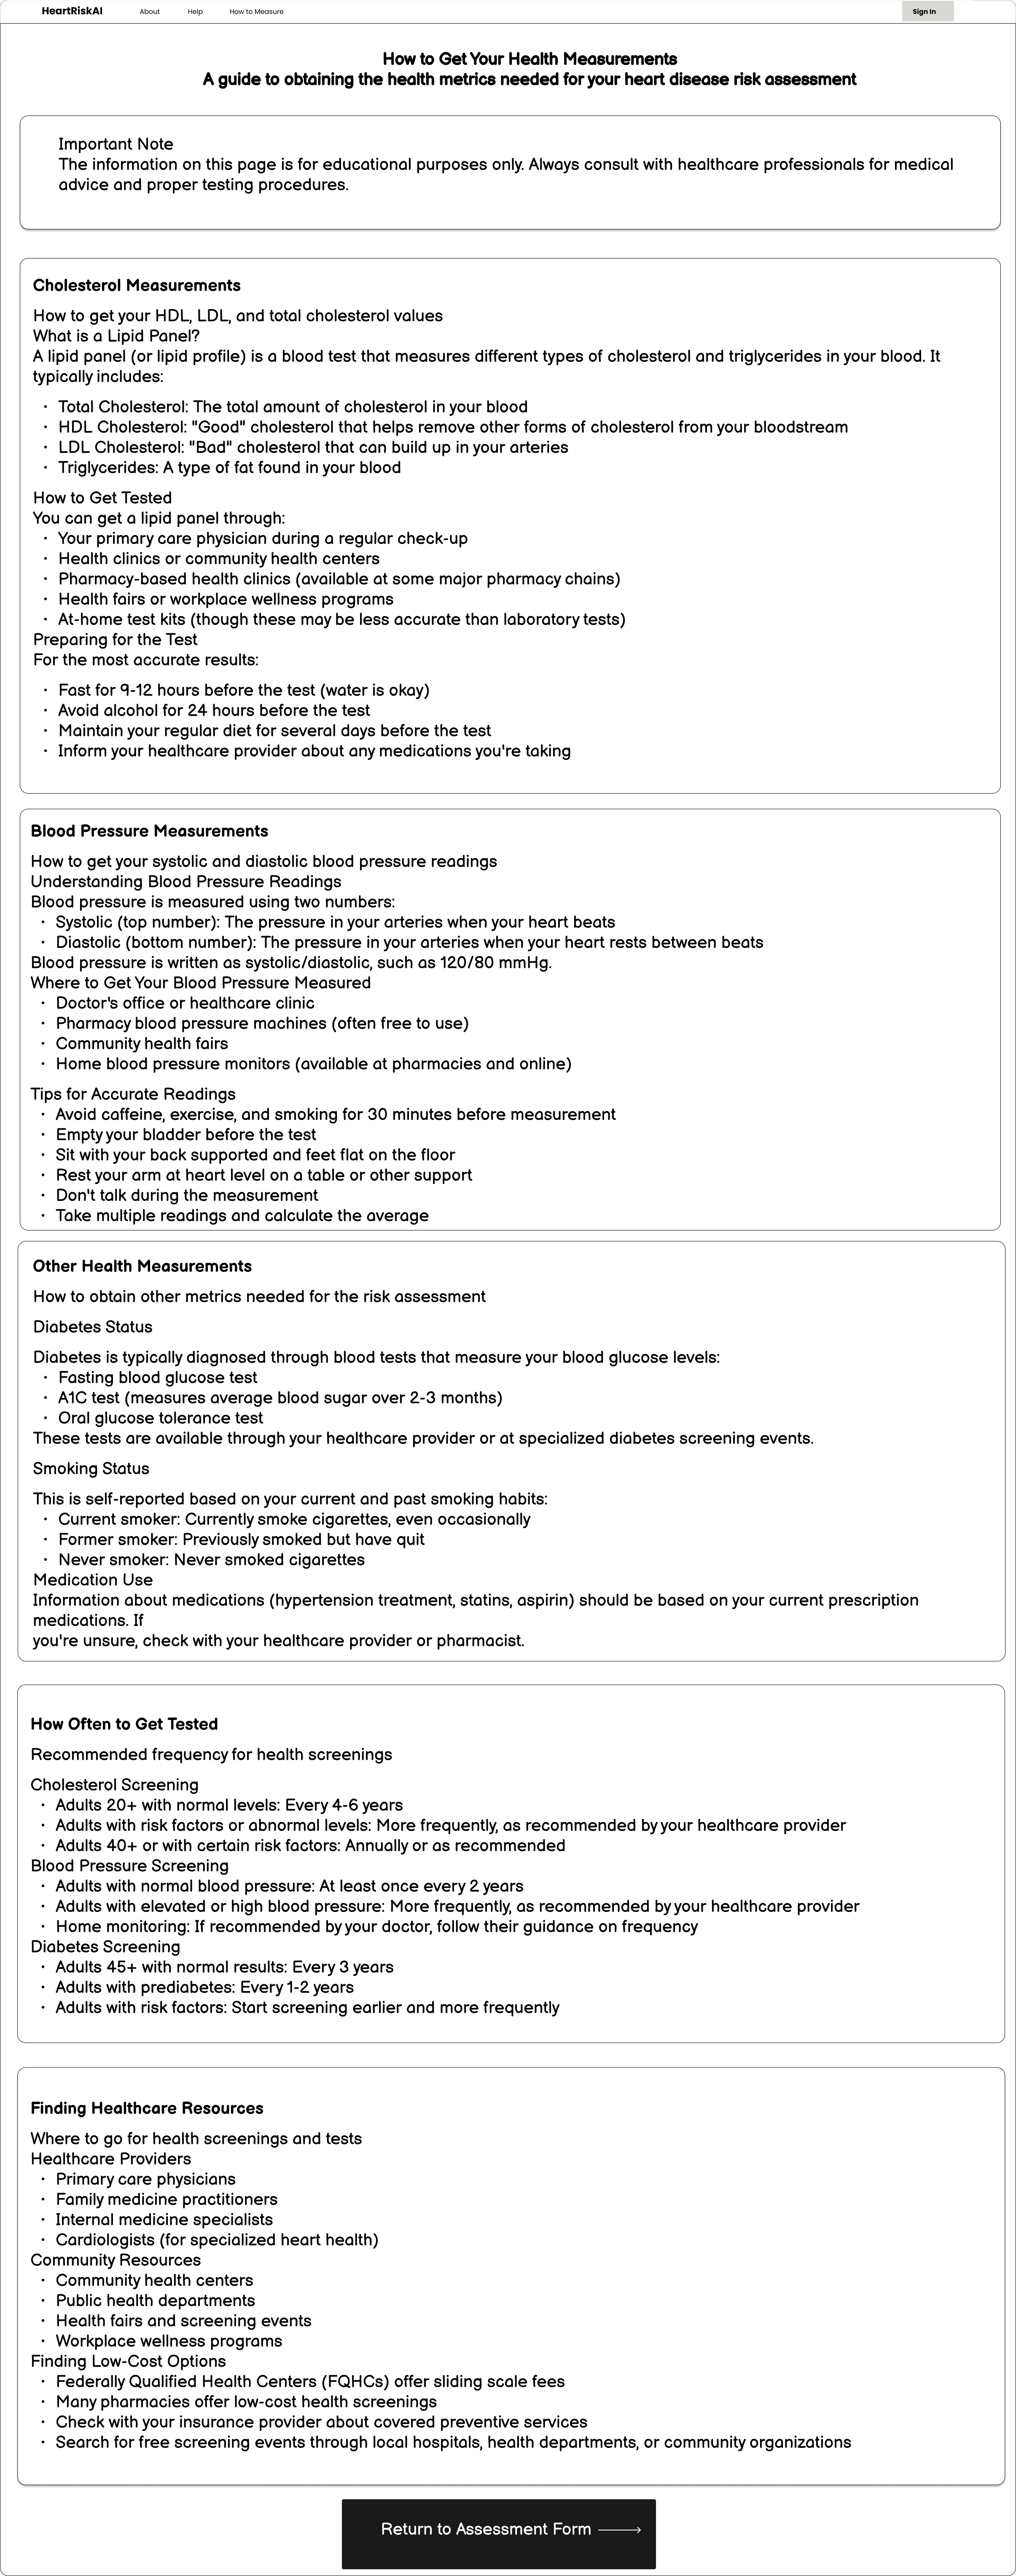 HeartRiskAI
About
Help
How to Measure
Sign In
How to Get Your Health Measurements
A guide to obtaining the health metrics needed for your heart disease risk assessment
Important Note
The information on this page is for educational purposes only. Always consult with healthcare professionals for medical
advice and proper testing procedures.
Cholesterol Measurements
How to get your HDL, LDL, and total cholesterol values
What is a Lipid Panel?
A lipid panel (or lipid profile) is a blood test that measures different types of cholesterol and triglycerides in your blood. It
typically includes:
• Total Cholesterol: The total amount of cholesterol in your blood
• HDL Cholesterol: "Good" cholesterol that helps remove other forms of cholesterol from your bloodstream
• LDL Cholesterol: "Bad" cholesterol that can build up in your arteries
• Triglycerides: A type of fat found in your blood
How to Get Tested
You can get a lipid panel through:
• Your primary care physician during a regular check-up
• Health clinics or community health centers
• Pharmacy-based health clinics (available at some major pharmacy chains)
• Health fairs or workplace wellness programs
• At-home test kits (though these may be less accurate than laboratory tests)
Preparing for the Test
For the most accurate results:
• Fast for 9-12 hours before the test (water is okay)
• Avoid alcohol for 24 hours before the test
• Maintain your regular diet for several days before the test
• Inform your healthcare provider about any medications you're taking
Blood Pressure Measurements
How to get your systolic and diastolic blood pressure readings
Understanding Blood Pressure Readings
Blood pressure is measured using two numbers:
• Systolic (top number): The pressure in your arteries when your heart beats
• Diastolic (bottom number): The pressure in your arteries when your heart rests between beats
Blood pressure is written as systolic/diastolic, such as 120/80 mmHg.
Where to Get Your Blood Pressure Measured
• Doctor's office or healthcare clinic
• Pharmacy blood pressure machines (often free to use)
• Community health fairs
• Home blood pressure monitors (available at pharmacies and online)
Tips for Accurate Readings
• Avoid caffeine, exercise, and smoking for 30 minutes before measurement
• Empty your bladder before the test
• Sit with your back supported and feet flat on the floor
• Rest your arm at heart level on a table or other support
• Don't talk during the measurement
• Take multiple readings and calculate the average
Other Health Measurements
How to obtain other metrics needed for the risk assessment
Diabetes Status
Diabetes is typically diagnosed through blood tests that measure your blood glucose levels:
• Fasting blood glucose test
• A1C test (measures average blood sugar over 2-3 months)
• Oral glucose tolerance test
These tests are available through your healthcare provider or at specialized diabetes screening events.
Smoking Status
This is self-reported based on your current and past smoking habits:
• Current smoker: Currently smoke cigarettes, even occasionally
• Former smoker: Previously smoked but have quit
• Never smoker: Never smoked cigarettes
Medication Use
Information about medications (hypertension treatment, statins, aspirin) should be based on your current prescription
medications. If
you're unsure, check with your healthcare provider or pharmacist.
How Often to Get Tested
Recommended frequency for health screenings
Cholesterol Screening
• Adults 20+ with normal levels: Every 4-6 years
• Adults with risk factors or abnormal levels: More frequently, as recommended by your healthcare provider
• Adults 40+ or with certain risk factors: Annually or as recommended
Blood Pressure Screening
• Adults with normal blood pressure: At least once every 2 years
• Adults with elevated or high blood pressure: More frequently, as recommended by your healthcare provider
• Home monitoring: If recommended by your doctor, follow their guidance on frequency
Diabetes Screening
• Adults 45+ with normal results: Every 3 years
• Adults with prediabetes: Every 1-2 years
• Adults with risk factors: Start screening earlier and more frequently
Finding Healthcare Resources
Where to go for health screenings and tests
Healthcare Providers
• Primary care physicians
• Family medicine practitioners
• Internal medicine specialists
• Cardiologists (for specialized heart health)
Community Resources
• Community health centers
• Public health departments
• Health fairs and screening events
• Workplace wellness programs
Finding Low-Cost Options
• Federally Qualified Health Centers (FQHCs) offer sliding scale fees
• Many pharmacies offer low-cost health screenings
• Check with your insurance provider about covered preventive services
• Search for free screening events through local hospitals, health departments, or community organizations
Return to Assessment Form